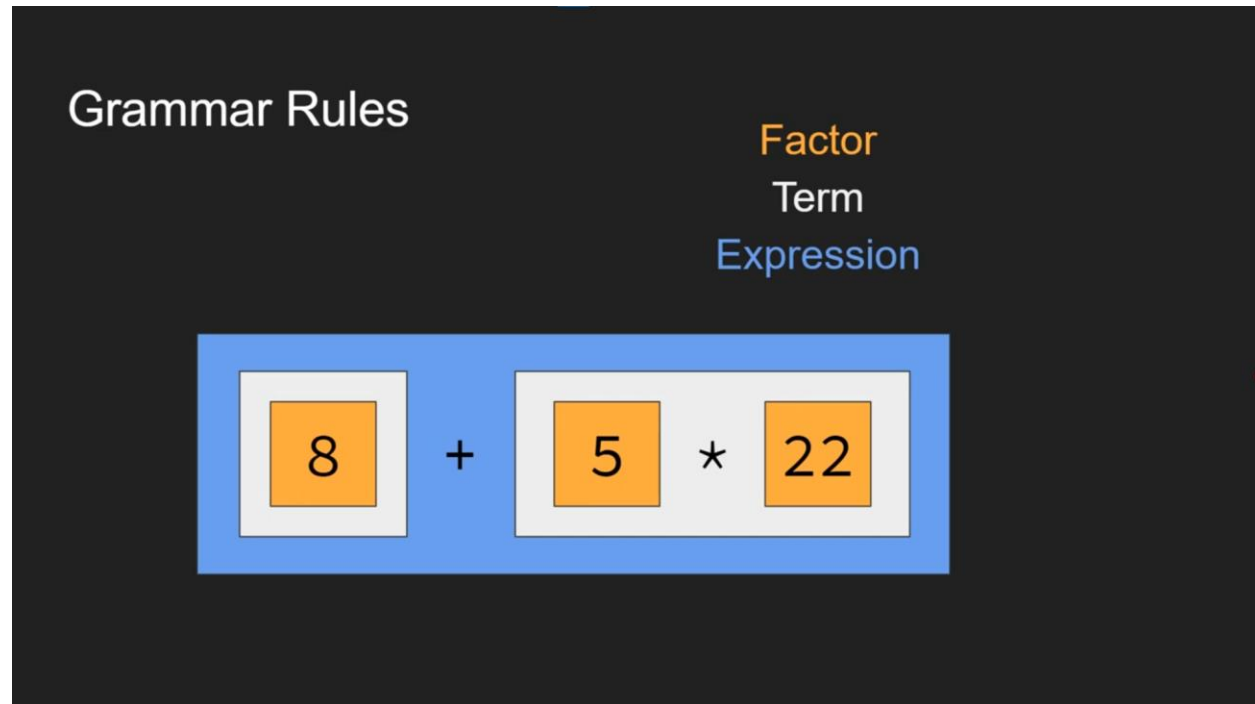 Grammar Rules
Factor
Term
Expression
8 + 5 * 22